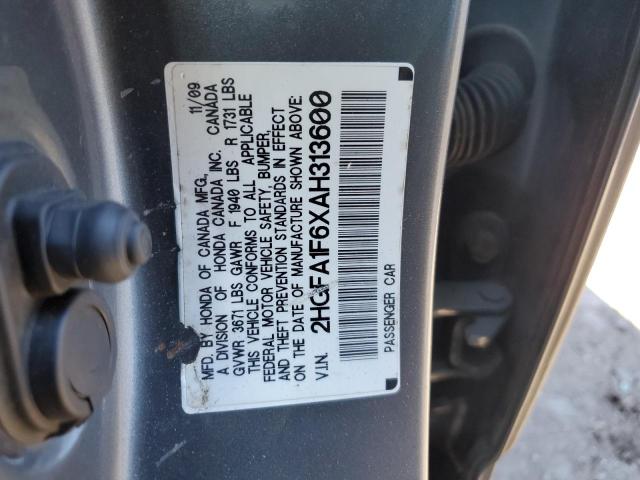 MFD. BY HONDA OF CANADA MFG., 11/09
A DIVISION OF HONDA CANADA INC. CANADA
GVWR 3671 LBS GAWR F 1940 LBS R 1731 LBS
THIS VEHICLE CONFORMS TO ALL APPLICABLE
FEDERAL MOTOR VEHICLE SAFETY, BUMPER,
AND THEFT PREVENTION STANDARDS IN EFFECT
ON THE DATE OF MANUFACTURE SHOWN ABOVE.
V.I.N. 2HGFA1F6XAH313600
PASSENGER CAR